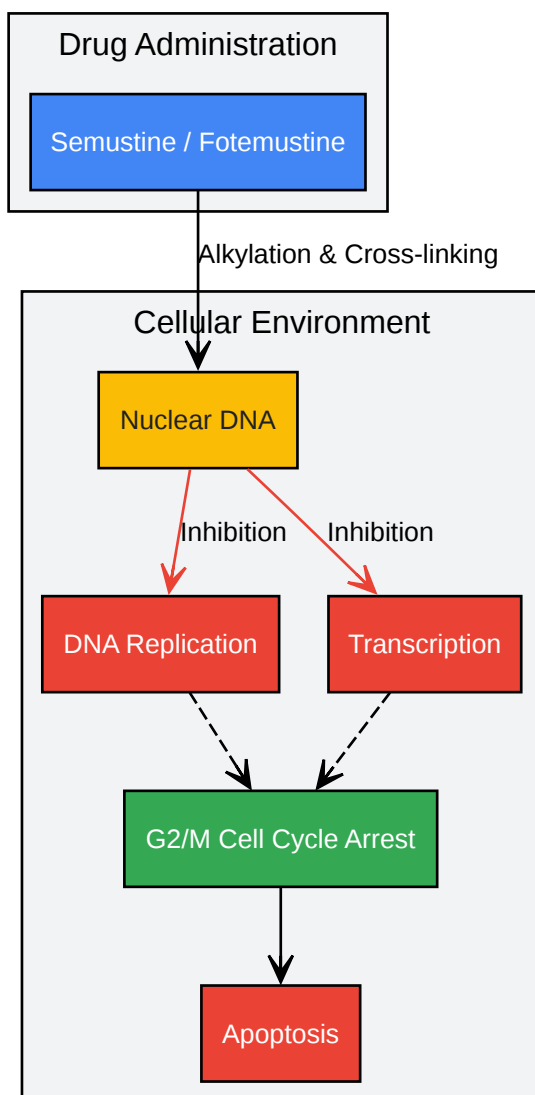 Drug Administration
Semustine / Fotemustine
Alkylation & Cross-linking
Cellular Environment
Nuclear DNA
Inhibition
Inhibition
DNA Replication
Transcription
G2/M Cell Cycle Arrest
Apoptosis